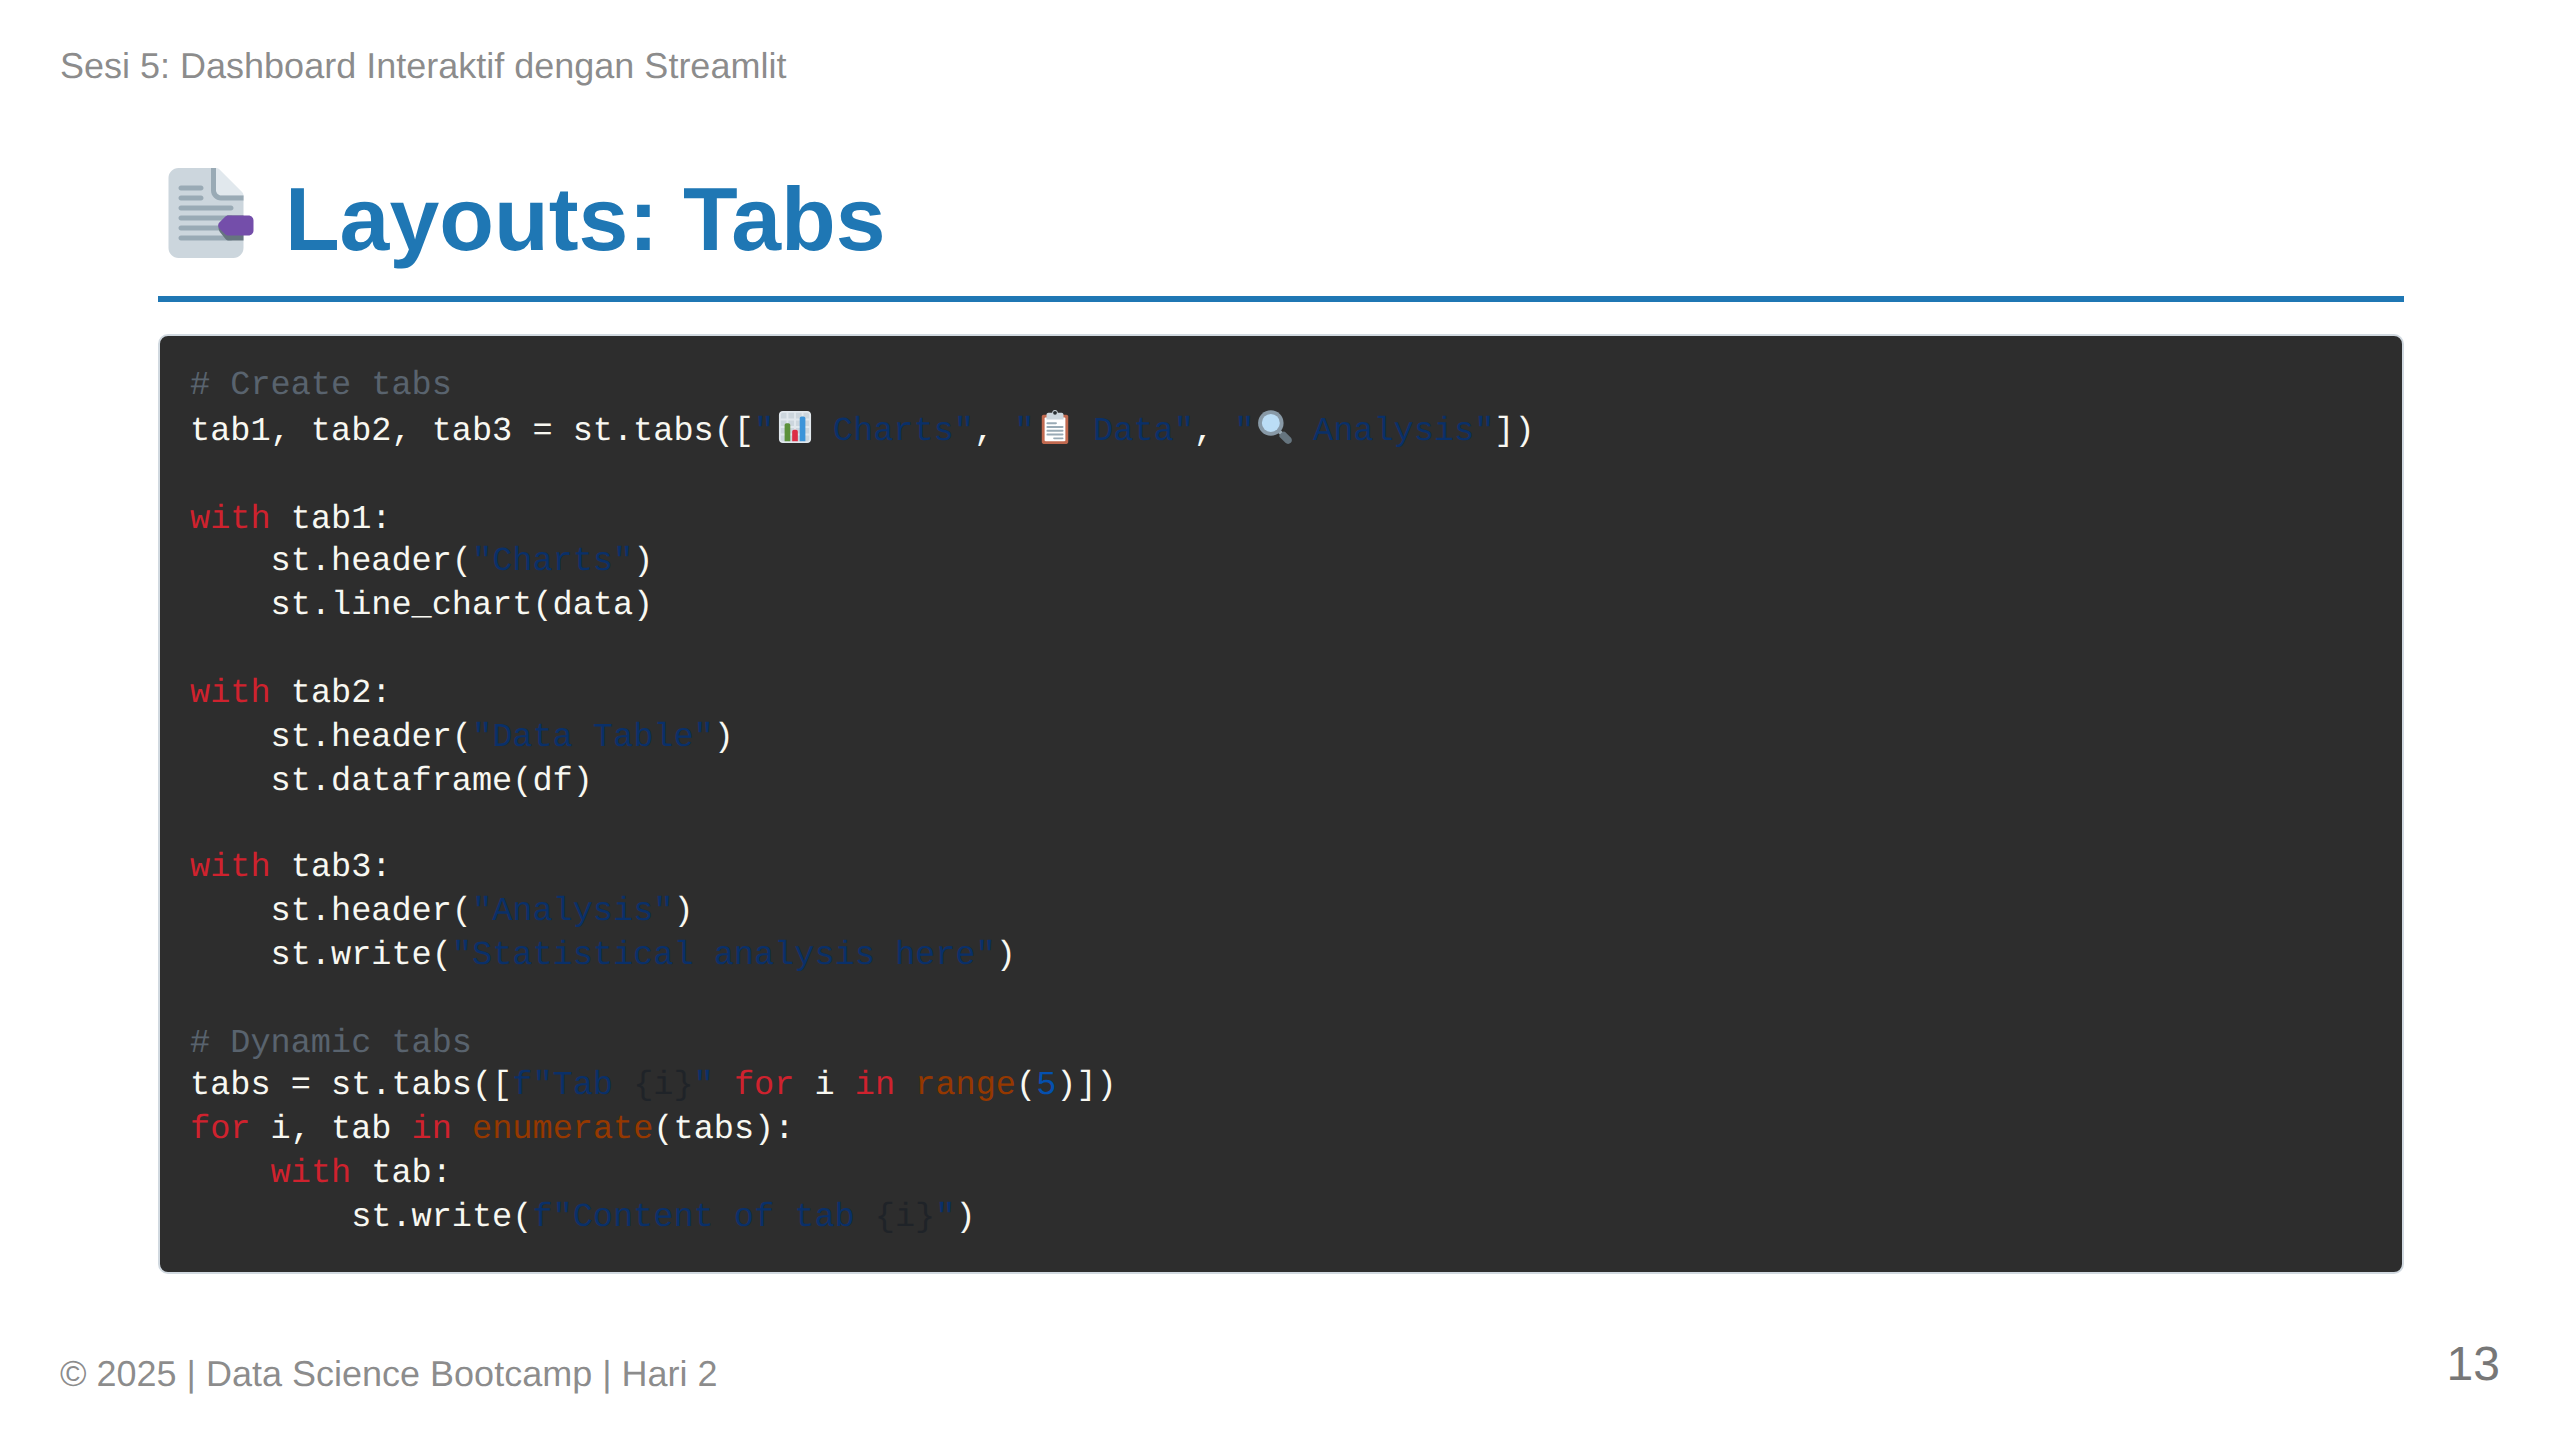 Sesi 5: Dashboard Interaktif dengan Streamlit
📑 Layouts: Tabs
# Create tabs
tab1, tab2, tab3 = st.tabs(["📊 Charts", "📋 Data", "🔍 Analysis"])
with tab1:
    st.header("Charts")
    st.line_chart(data)
with tab2:
    st.header("Data Table")
    st.dataframe(df)
with tab3:
    st.header("Analysis")
    st.write("Statistical analysis here")
# Dynamic tabs
tabs = st.tabs([f"Tab {i}" for i in range(5)])
for i, tab in enumerate(tabs):
    with tab:
        st.write(f"Content of tab {i}")
© 2025 | Data Science Bootcamp | Hari 2
13